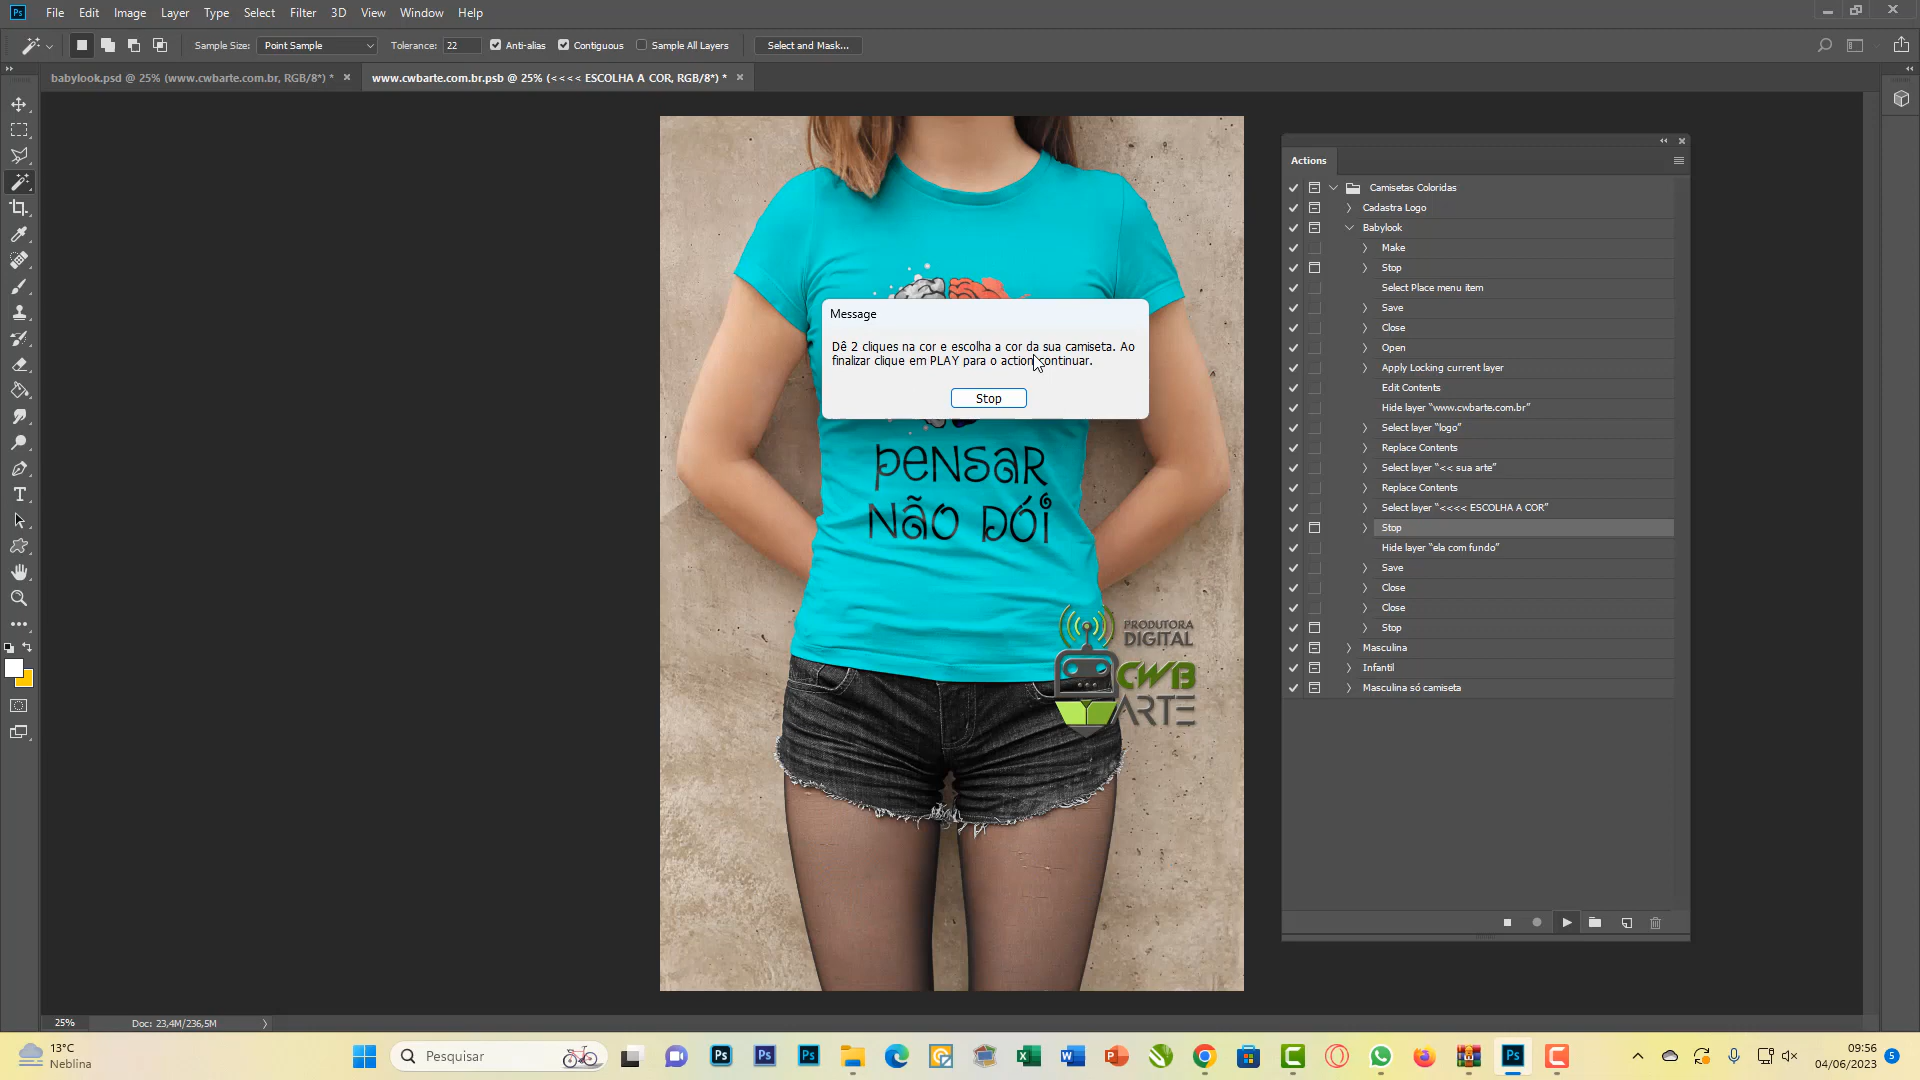 Ps File Edit Image Layer Type Select Filter 3D View Window Help
Sample Size: Point Sample Tolerance: 22 Anti-alias Contiguous Sample All Layers Select and Mask...
babylook.psd @ 25% (www.cwbarte.com.br, RGB/8*) * × www.cwbarte.com.br.psb @ 25% (<<<< ESCOLHA A COR, RGB/8*) * ×
Message
Dê 2 cliques na cor e escolha a cor da sua camiseta. Ao
finalizar clique em PLAY para o action continuar.
Stop
PENSAR
NÃO DÓI
PRODUTORA
DIGITAL
CWB
ARTE
Actions
Camisetas Coloridas
Cadastra Logo
Babylook
Make
Stop
Select Place menu item
Save
Close
Open
Apply Locking current layer
Edit Contents
Hide layer "www.cwbarte.com.br"
Select layer "logo"
Replace Contents
Select layer "<< sua arte"
Replace Contents
Select layer "<<<< ESCOLHA A COR"
Stop
Hide layer "ela com fundo"
Save
Close
Close
Stop
Masculina
Infantil
Masculina só camiseta
25% Doc: 23,4M/236,5M
13°C
Neblina
Pesquisar
09:56
04/06/2023
5